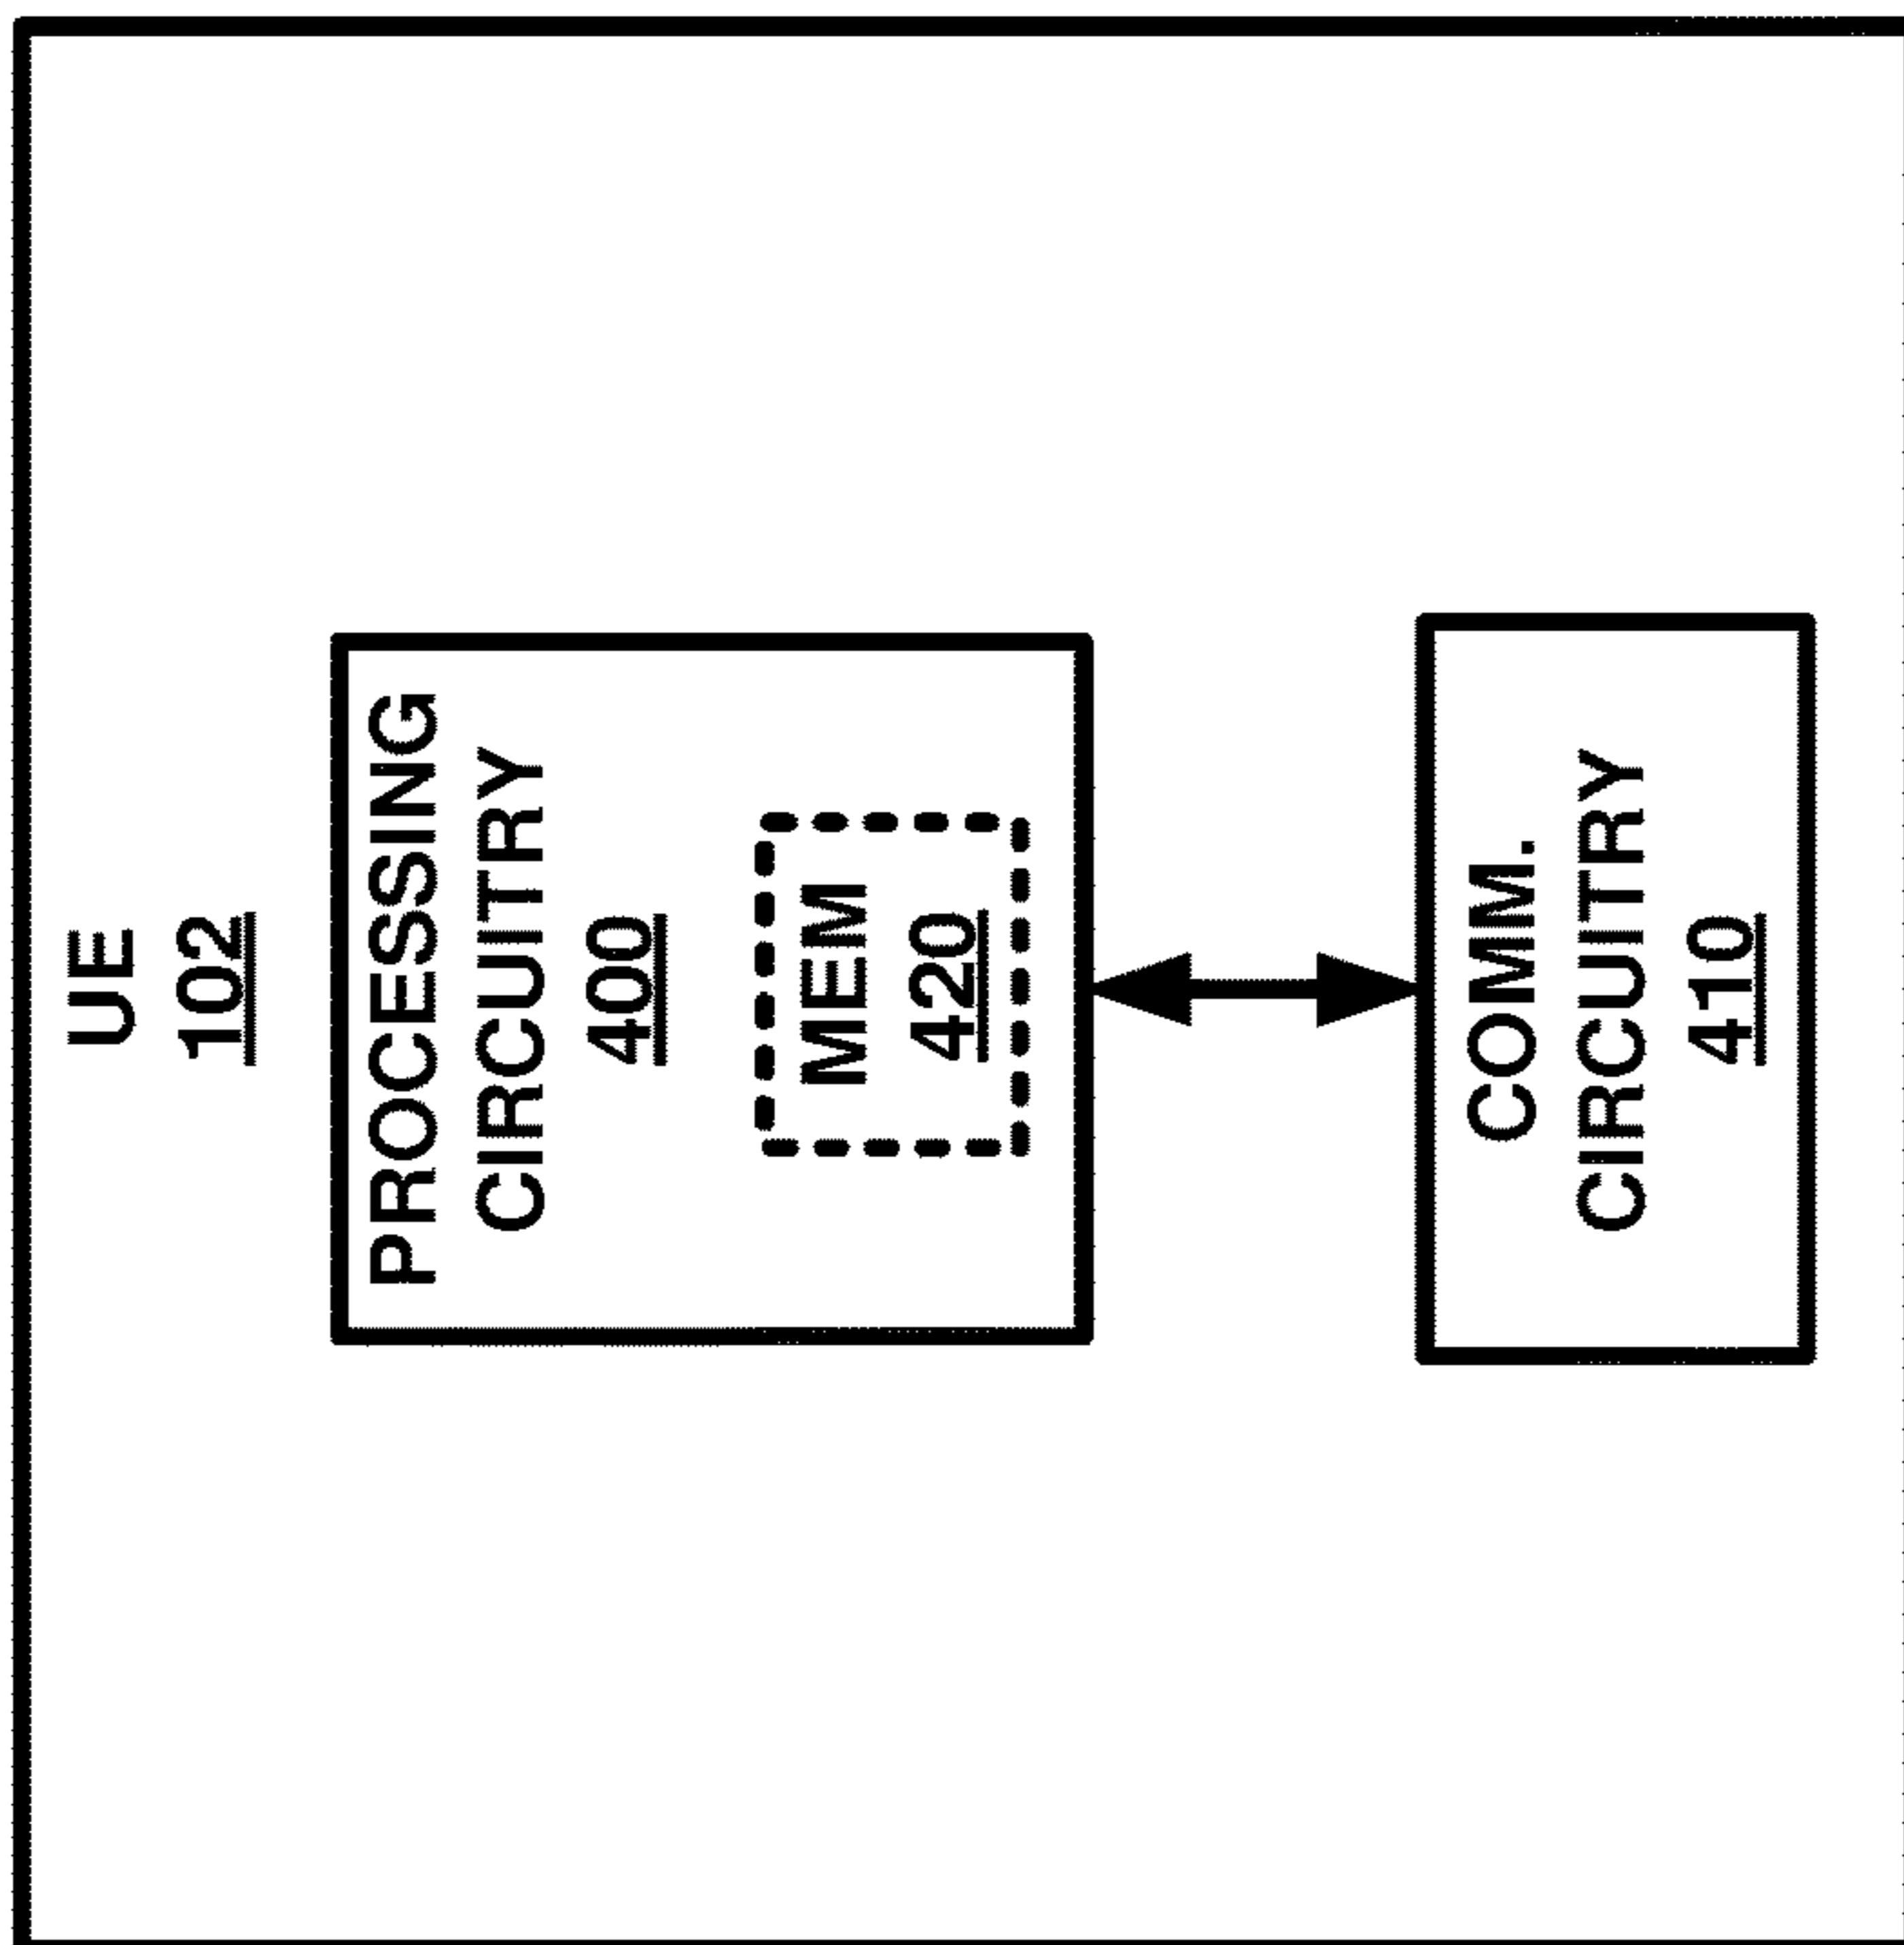 UE
102
PROCESSING
CIRCUITRY
400
MEM
420
COMM.
CIRCUITRY
410